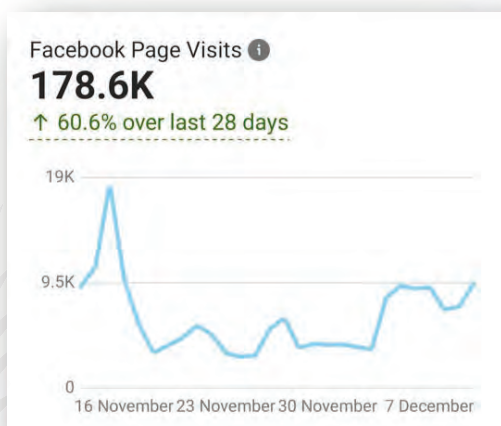 Facebook Page Visits
178.6K
↑ 60.6% over last 28 days
19K
9.5K
0
16 November 23 November 30 November 7 December